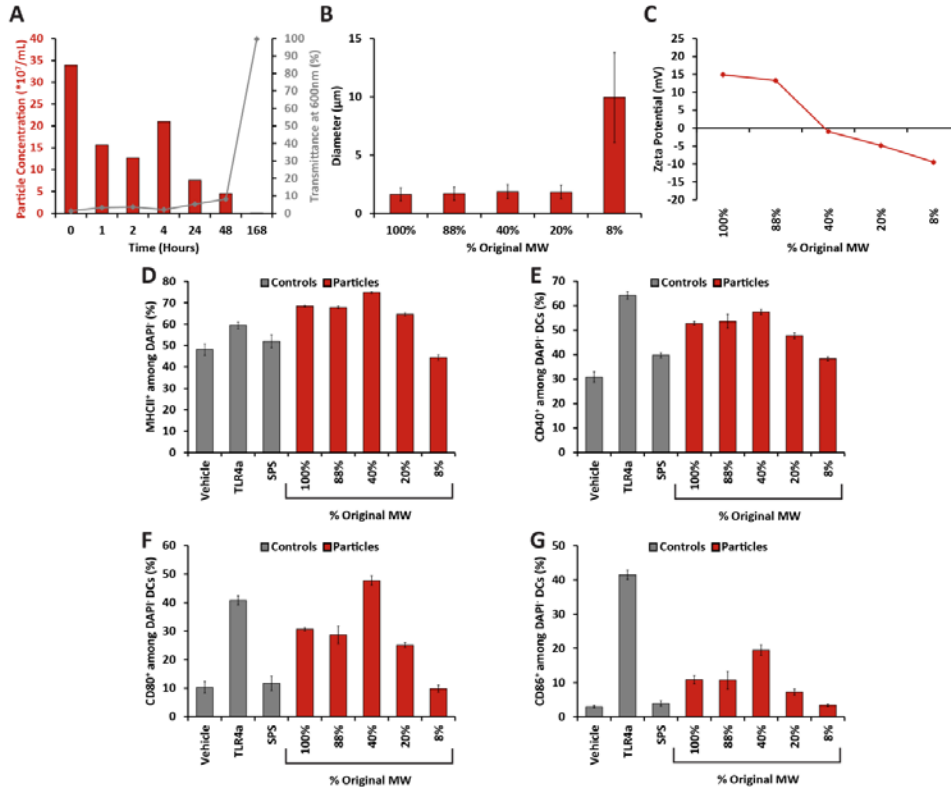 A
Particle Concentration (*10⁷/mL)
40
35
30
25
20
15
10
5
0
0 1 2 4 24 48 168
Time (Hours)
100
90
80
70
60
50
40
30
20
10
0
Transmittance at 600nm (%)
B
Diameter (μm)
15
10
5
0
100% 88% 40% 20% 8%
% Original MW
C
Zeta Potential (mV)
20
15
10
5
0
-5
-10
-15
-20
100% 88% 40% 20% 8%
% Original MW
D
Controls Particles
MHCII⁺ among DAPI⁻ (%)
80
70
60
50
40
30
20
10
0
Vehicle TLR4a SPS 100% 88% 40% 20% 8%
% Original MW
E
Controls Particles
CD40⁺ among DAPI⁻ DCs (%)
70
60
50
40
30
20
10
0
Vehicle TLR4a SPS 100% 88% 40% 20% 8%
% Original MW
F
Controls Particles
CD80⁺ among DAPI⁻ DCs (%)
60
50
40
30
20
10
0
Vehicle TLR4a SPS 100% 88% 40% 20% 8%
% Original MW
G
Controls Particles
CD86⁺ among DAPI⁻ DCs (%)
50
40
30
20
10
0
Vehicle TLR4a SPS 100% 88% 40% 20% 8%
% Original MW